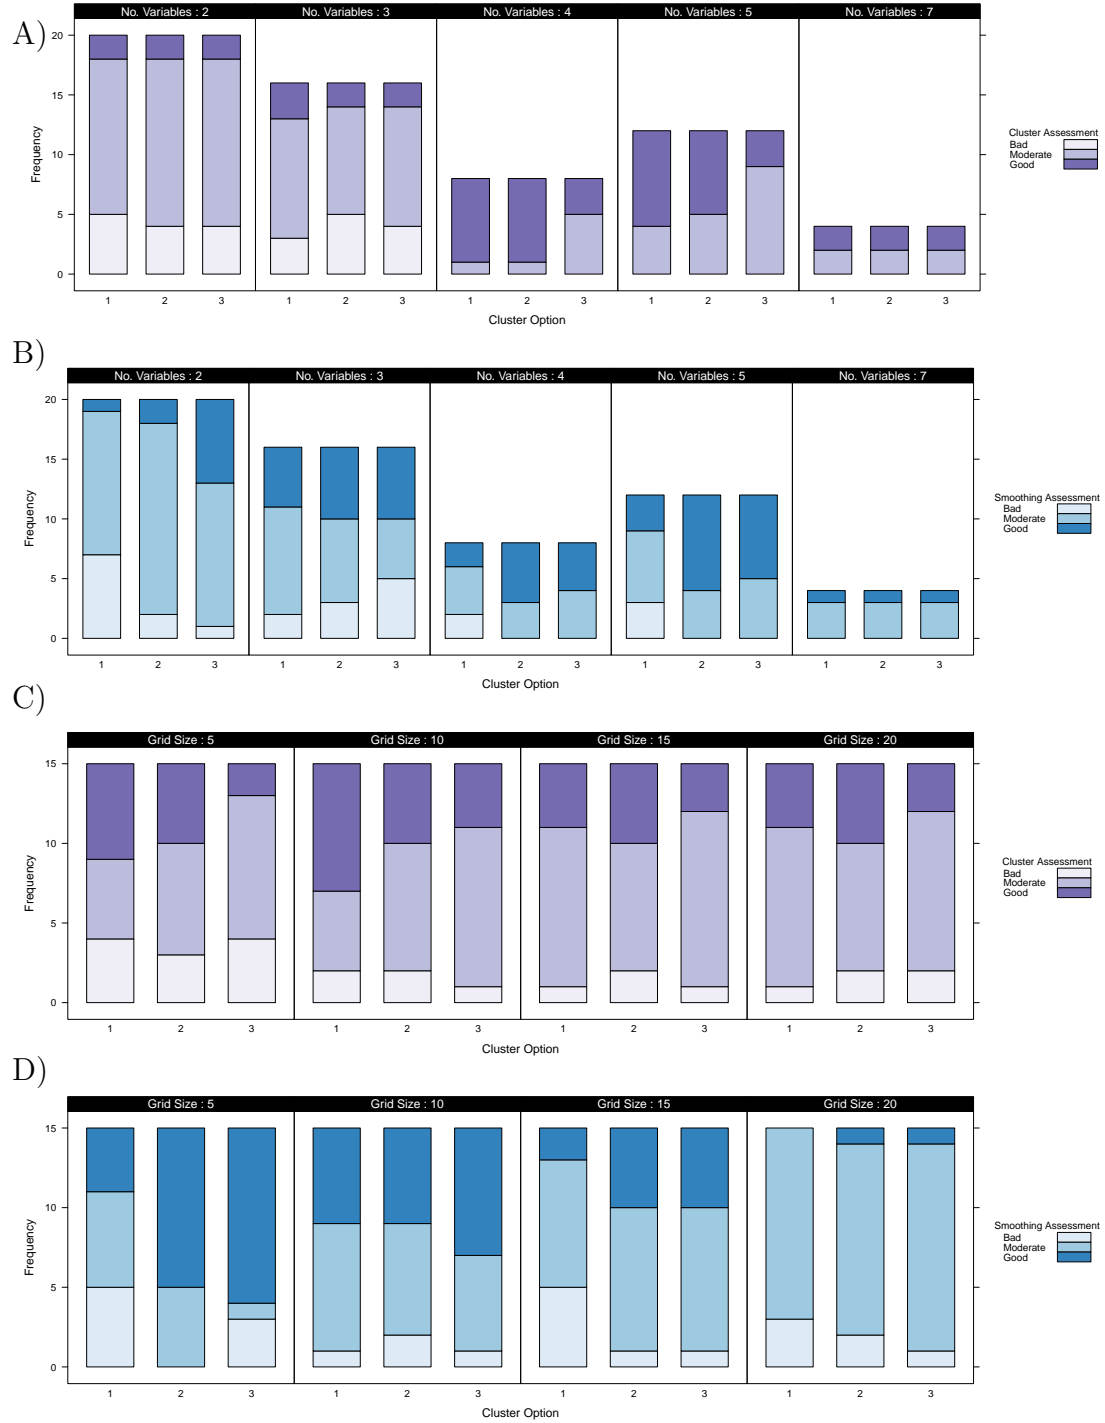 A)
No. Variables : 2 No. Variables : 3 No. Variables : 4 No. Variables : 5 No. Variables : 7
20
15
10
5
0
Frequency
1 2 3 1 2 3 1 2 3 1 2 3 1 2 3
Cluster Option
Cluster Assessment
Bad
Moderate
Good
B)
No. Variables : 2 No. Variables : 3 No. Variables : 4 No. Variables : 5 No. Variables : 7
20
15
10
5
0
Frequency
1 2 3 1 2 3 1 2 3 1 2 3 1 2 3
Cluster Option
Smoothing Assessment
Bad
Moderate
Good
C)
Grid Size : 5 Grid Size : 10 Grid Size : 15 Grid Size : 20
15
10
5
0
Frequency
1 2 3 1 2 3 1 2 3 1 2 3
Cluster Option
Cluster Assessment
Bad
Moderate
Good
D)
Grid Size : 5 Grid Size : 10 Grid Size : 15 Grid Size : 20
15
10
5
0
Frequency
1 2 3 1 2 3 1 2 3 1 2 3
Cluster Option
Smoothing Assessment
Bad
Moderate
Good